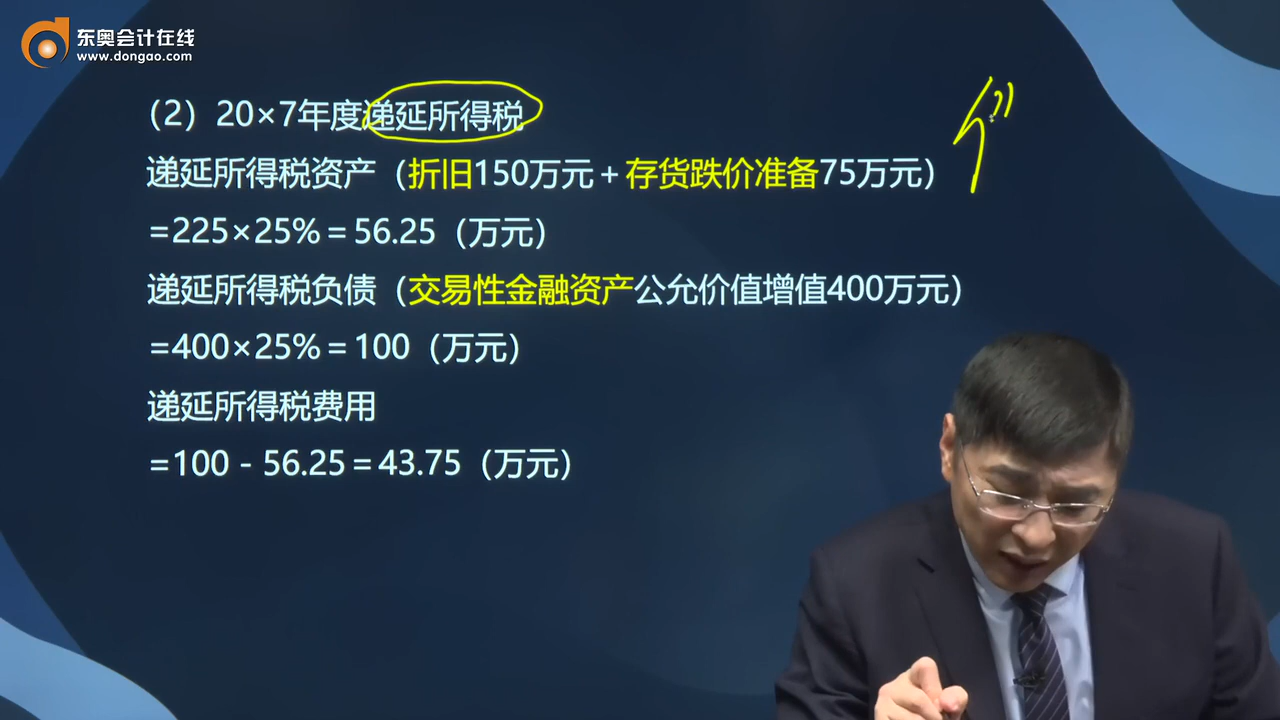 东奥会计在线
www.dongao.com
（2）20×7年度递延所得税
递延所得税资产（折旧150万元＋存货跌价准备75万元）
=225×25%＝56.25（万元）
递延所得税负债（交易性金融资产公允价值增值400万元）
=400×25%＝100（万元）
递延所得税费用
=100－56.25＝43.75（万元）